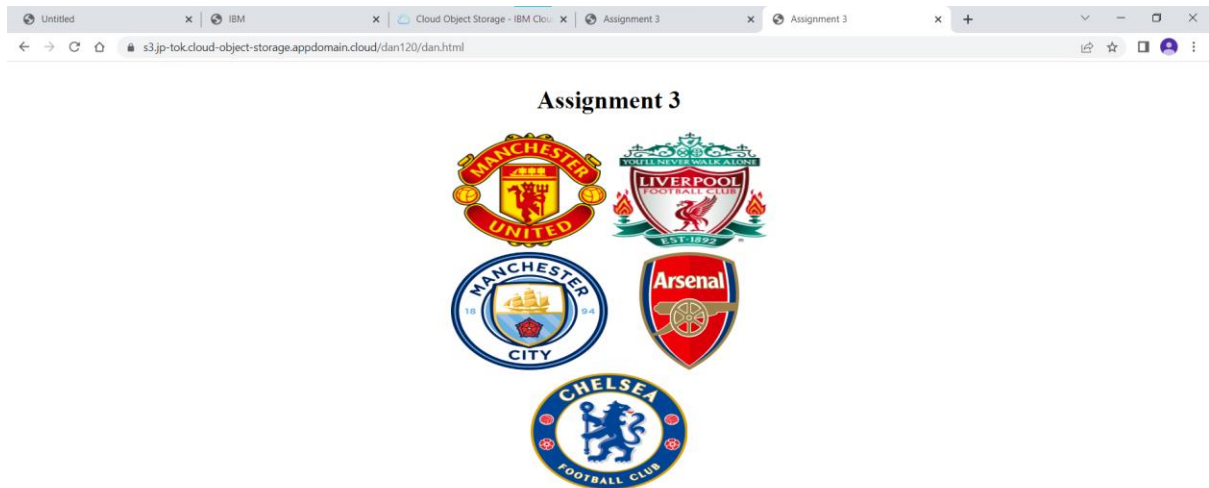 Untitled
IBM
Cloud Object Storage - IBM Clou
Assignment 3
Assignment 3
s3.jp-tok.cloud-object-storage.appdomain.cloud/dan120/dan.html
Assignment 3
MANCHESTER
UNITED
YOU'LL NEVER WALK ALONE
LIVERPOOL
FOOTBALL CLUB
EST·1892
MANCHESTER
18 94
CITY
Arsenal
CHELSEA
FOOTBALL CLUB